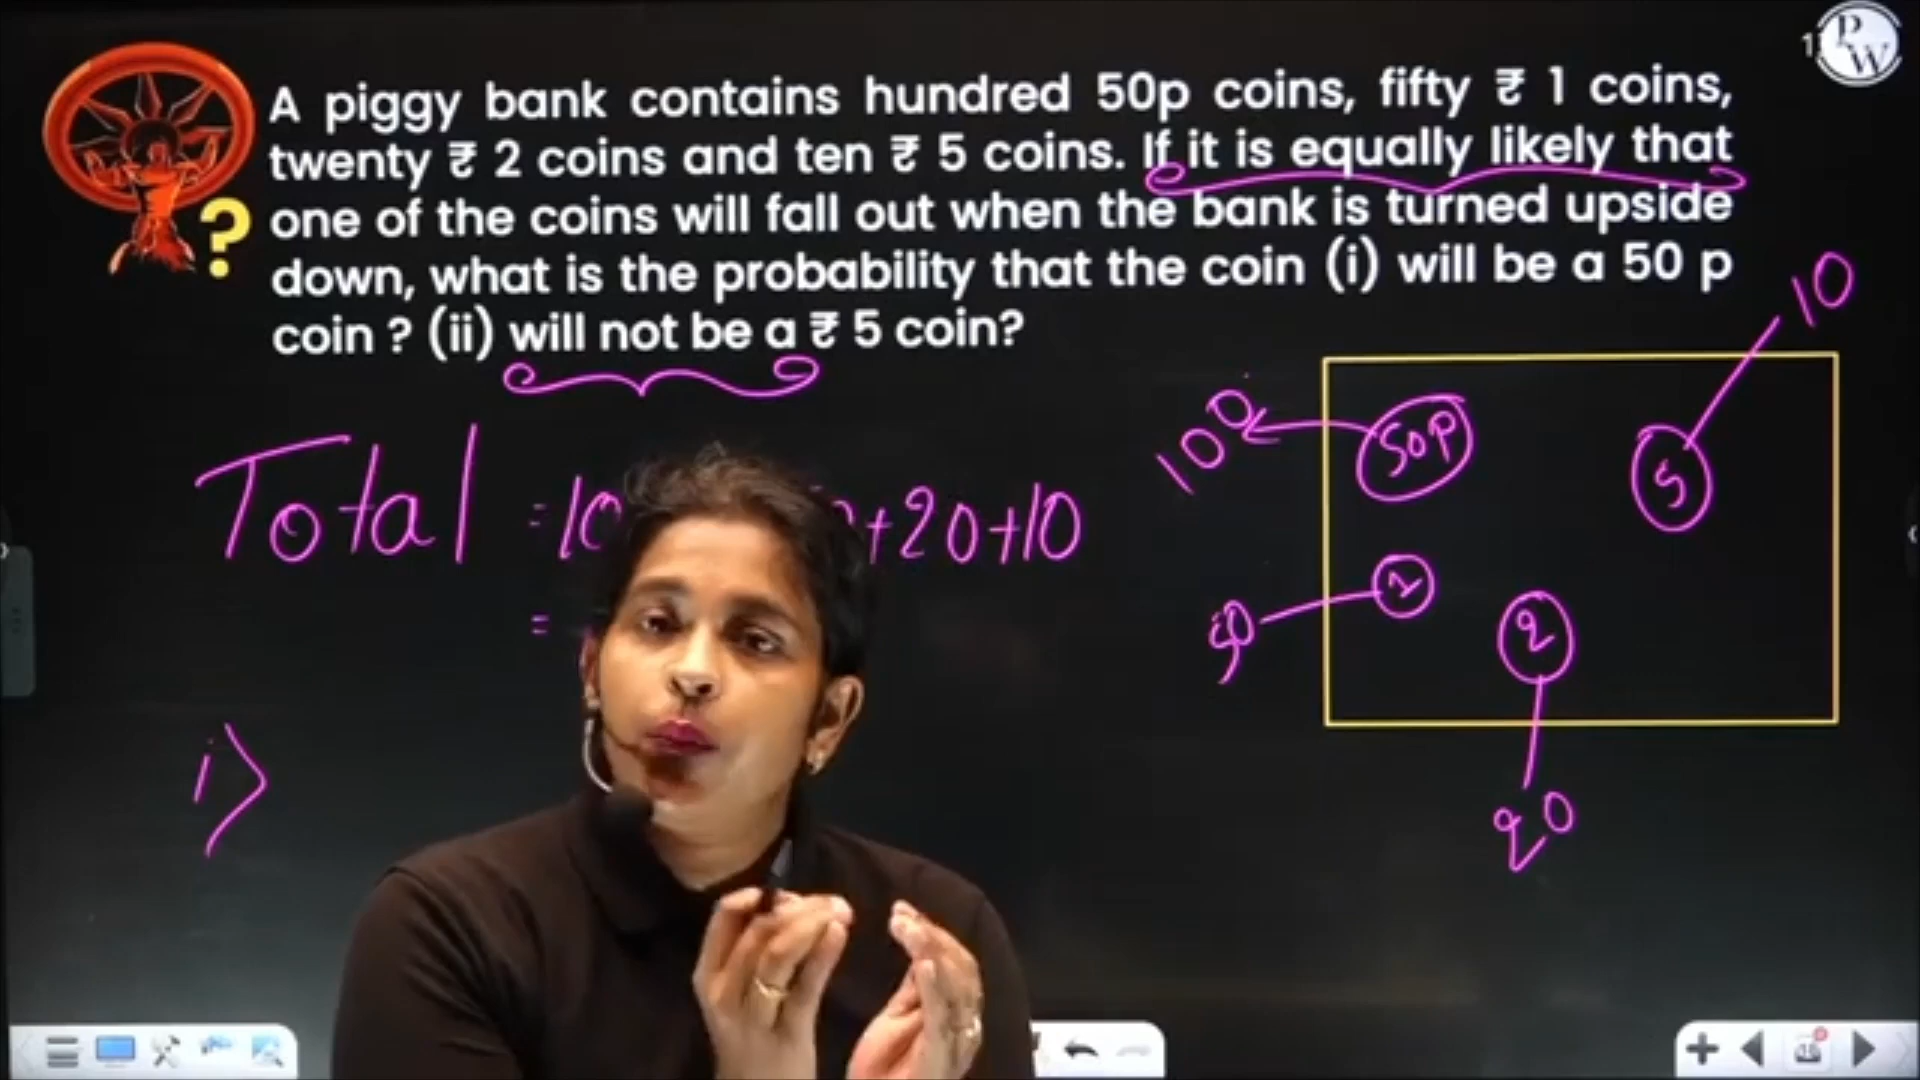 P
W
A piggy bank contains hundred 50p coins, fifty ₹ 1 coins,
twenty ₹ 2 coins and ten ₹ 5 coins. If it is equally likely that
one of the coins will fall out when the bank is turned upside
down, what is the probability that the coin (i) will be a 50 p
coin ? (ii) will not be a ₹ 5 coin?
?
10
100
50p
5
Total = 10 +20+10
=
1
50
2
i)
20